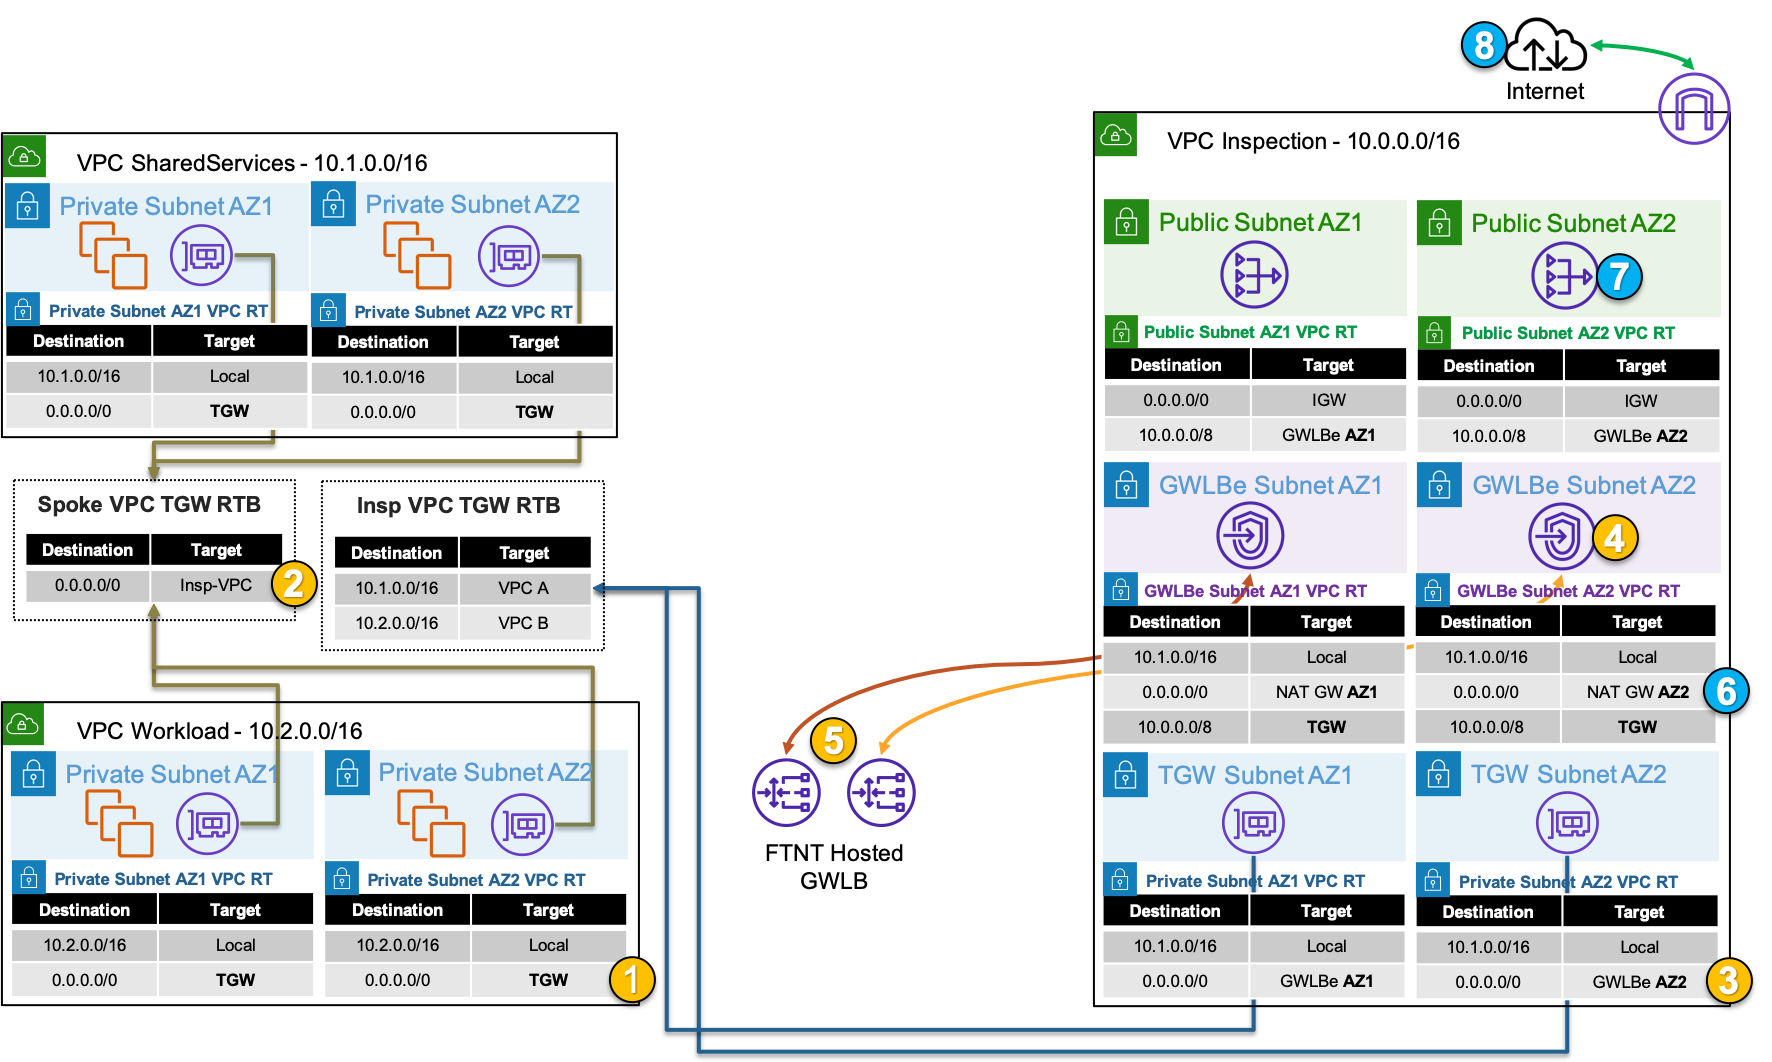 8
Internet
VPC SharedServices - 10.1.0.0/16
Private Subnet AZ1
Private Subnet AZ2
Private Subnet AZ1 VPC RT
Private Subnet AZ2 VPC RT
Destination Target
Destination Target
10.1.0.0/16 Local
10.1.0.0/16 Local
0.0.0.0/0 TGW
0.0.0.0/0 TGW
Spoke VPC TGW RTB
Destination Target
0.0.0.0/0 Insp-VPC
2
Insp VPC TGW RTB
Destination Target
10.1.0.0/16 VPC A
10.2.0.0/16 VPC B
VPC Workload - 10.2.0.0/16
Private Subnet AZ1
Private Subnet AZ2
Private Subnet AZ1 VPC RT
Private Subnet AZ2 VPC RT
Destination Target
Destination Target
10.2.0.0/16 Local
10.2.0.0/16 Local
0.0.0.0/0 TGW
0.0.0.0/0 TGW
1
5
FTNT Hosted
GWLB
VPC Inspection - 10.0.0.0/16
Public Subnet AZ1
Public Subnet AZ2
7
Public Subnet AZ1 VPC RT
Public Subnet AZ2 VPC RT
Destination Target
Destination Target
0.0.0.0/0 IGW
0.0.0.0/0 IGW
10.0.0.0/8 GWLBe AZ1
10.0.0.0/8 GWLBe AZ2
GWLBe Subnet AZ1
GWLBe Subnet AZ2
4
GWLBe Subnet AZ1 VPC RT
GWLBe Subnet AZ2 VPC RT
Destination Target
Destination Target
10.1.0.0/16 Local
10.1.0.0/16 Local
0.0.0.0/0 NAT GW AZ1
0.0.0.0/0 NAT GW AZ2
6
10.0.0.0/8 TGW
10.0.0.0/8 TGW
TGW Subnet AZ1
TGW Subnet AZ2
Private Subnet AZ1 VPC RT
Private Subnet AZ2 VPC RT
Destination Target
Destination Target
10.1.0.0/16 Local
10.1.0.0/16 Local
0.0.0.0/0 GWLBe AZ1
0.0.0.0/0 GWLBe AZ2
3